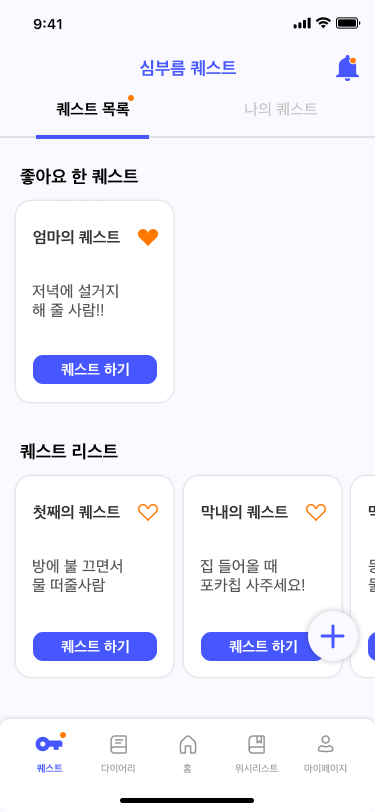 9:41
심부름 퀘스트
퀘스트 목록
나의 퀘스트
좋아요 한 퀘스트
엄마의 퀘스트
저녁에 설거지
해 줄 사람!!
퀘스트 하기
퀘스트 리스트
첫째의 퀘스트
방에 불 끄면서
물 떠줄사람
퀘스트 하기
막내의 퀘스트
집 들어올 때
포카칩 사주세요!
퀘스트 하기
퀘스트
다이어리
홈
위시리스트
마이페이지